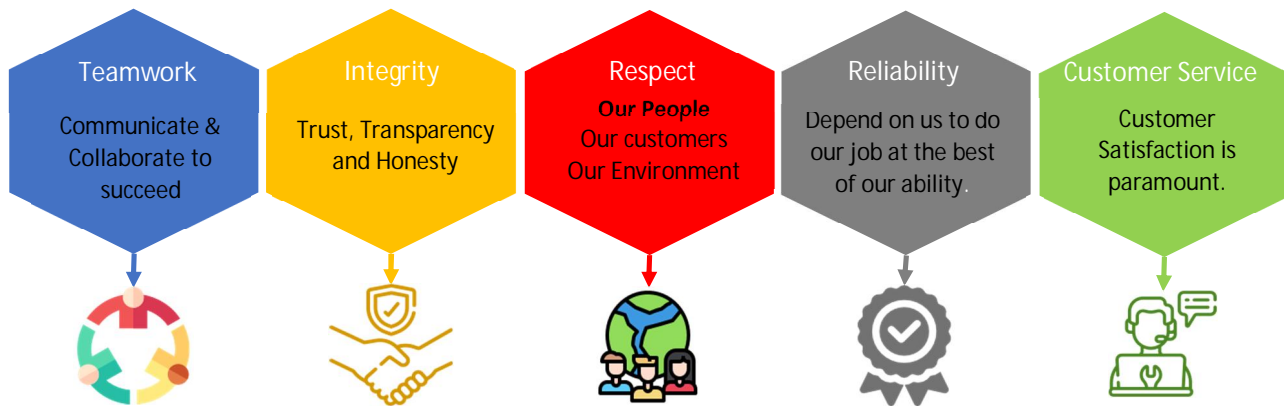 Teamwork
Communicate &
Collaborate to
succeed
Integrity
Trust, Transparency
and Honesty
Respect
Our People
Our customers
Our Environment
Reliability
Depend on us to do
our job at the best
of our ability.
Customer Service
Customer
Satisfaction is
paramount.